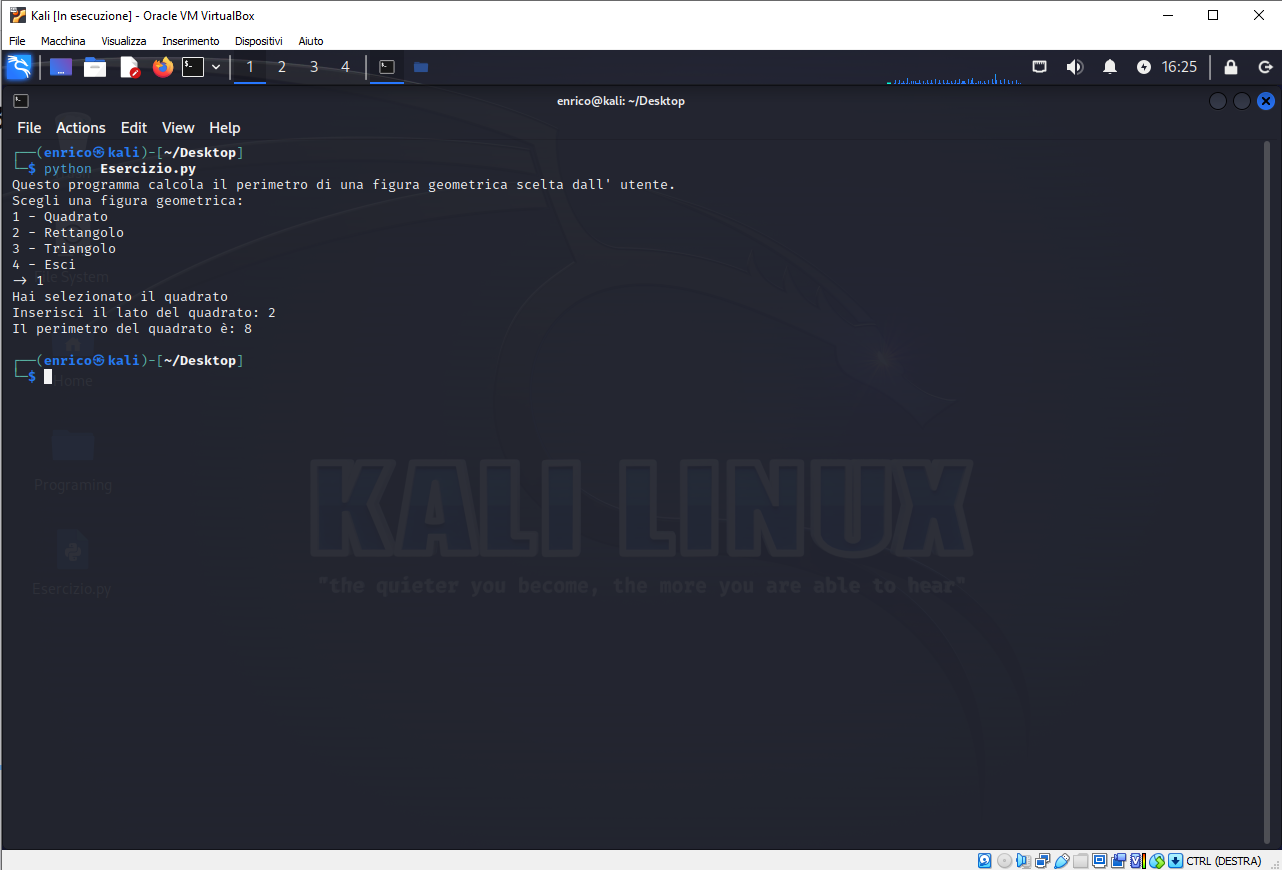 Kali [In esecuzione] - Oracle VM VirtualBox
File Macchina Visualizza Inserimento Dispositivi Aiuto
1 2 3 4 16:25
enrico@kali: ~/Desktop
File Actions Edit View Help
┌──(enrico㉿kali)-[~/Desktop]
└─$ python Esercizio.py
Questo programma calcola il perimetro di una figura geometrica scelta dall' utente.
Scegli una figura geometrica:
1 - Quadrato
2 - Rettangolo
3 - Triangolo
4 - Esci
File System
→ 1
Hai selezionato il quadrato
Inserisci il lato del quadrato: 2
Il perimetro del quadrato è: 8
┌──(enrico㉿kali)-[~/Desktop]
└─$
Home
Programing
Esercizio.py
KALI LINUX
"the quieter you become, the more you are able to hear"
CTRL (DESTRA)